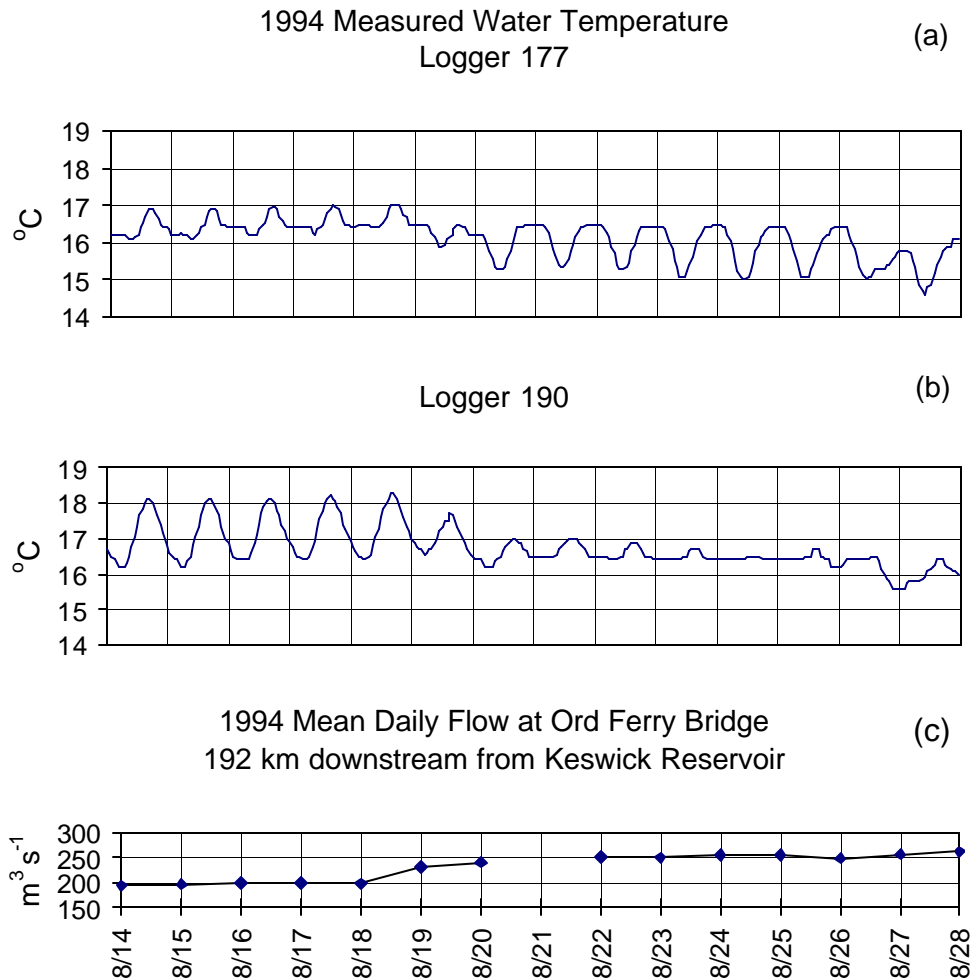 1994 Measured Water Temperature
Logger 177
(a)
19
18
17
16
15
14
°C
Logger 190
(b)
19
18
17
16
15
14
°C
1994 Mean Daily Flow at Ord Ferry Bridge
192 km downstream from Keswick Reservoir
(c)
300
250
200
150
m³s⁻¹
8/14
8/15
8/16
8/17
8/18
8/19
8/20
8/21
8/22
8/23
8/24
8/25
8/26
8/27
8/28